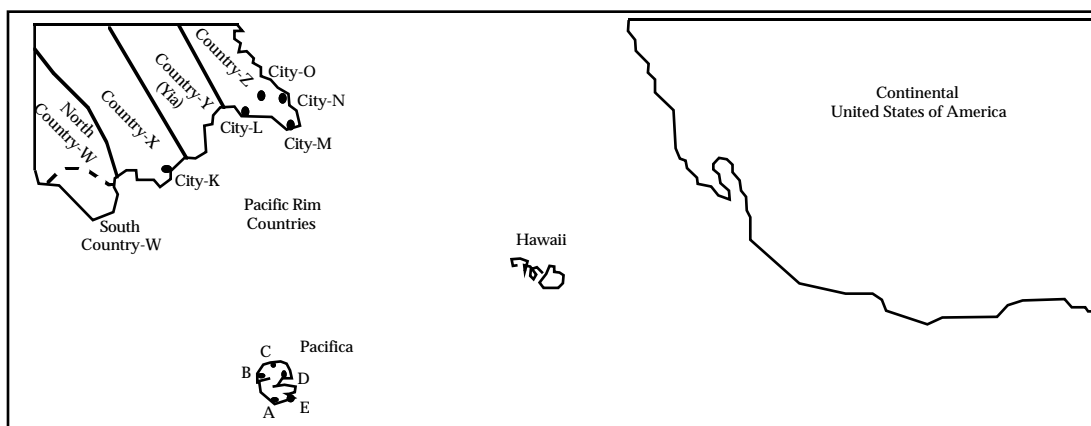 Country-Z
City-O
Country-Y
(Yia)
City-N
North
Country-W
Country-X
City-L
City-M
City-K
South
Country-W
Pacific Rim
Countries
Hawaii
Continental
United States of America
Pacifica
C
B
D
A
E